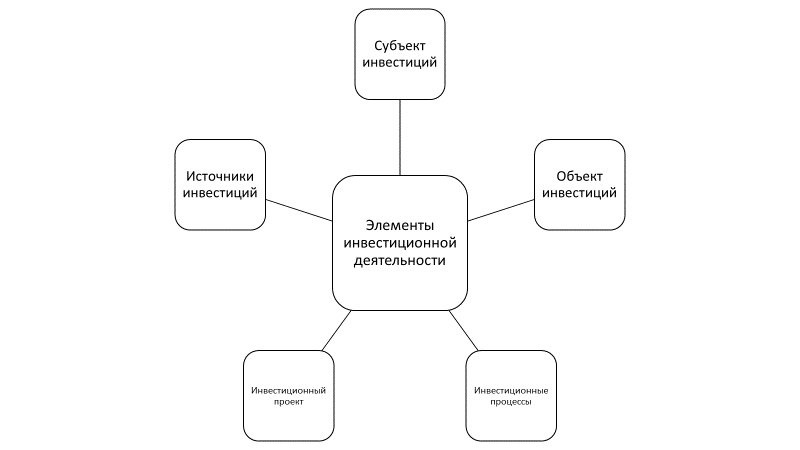 Субъект
инвестиций
Источники
инвестиций
Объект
инвестиций
Элементы
инвестиционной
деятельности
Инвестиционный
проект
Инвестиционные
процессы